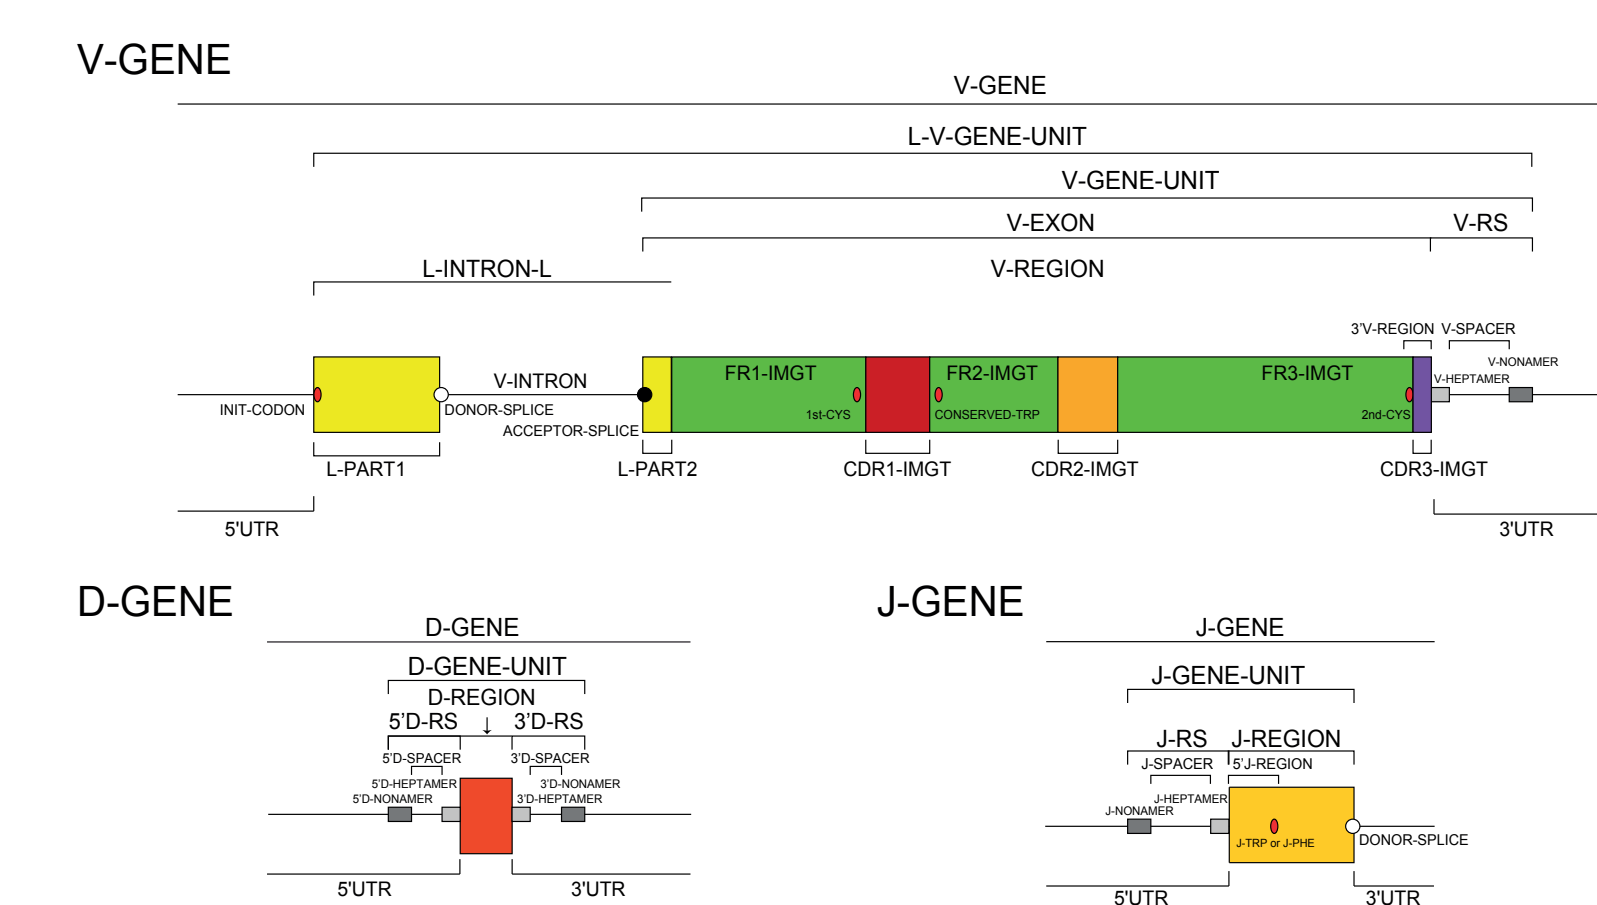 V-GENE
V-GENE
L-V-GENE-UNIT
V-GENE-UNIT
V-EXON
V-RS
L-INTRON-L
V-REGION
3'V-REGION
V-SPACER
V-NONAMER
V-HEPTAMER
FR1-IMGT
FR2-IMGT
FR3-IMGT
V-INTRON
INIT-CODON
DONOR-SPLICE
ACCEPTOR-SPLICE
1st-CYS
CONSERVED-TRP
2nd-CYS
L-PART1
L-PART2
CDR1-IMGT
CDR2-IMGT
CDR3-IMGT
5'UTR
3'UTR
D-GENE
D-GENE
D-GENE-UNIT
D-REGION
5'D-RS ↓ 3'D-RS
5'D-SPACER
3'D-SPACER
5'D-HEPTAMER
3'D-NONAMER
5'D-NONAMER
3'D-HEPTAMER
5'UTR
3'UTR
J-GENE
J-GENE
J-GENE-UNIT
J-RS
J-REGION
J-SPACER
5'J-REGION
J-HEPTAMER
J-NONAMER
J-TRP or J-PHE
DONOR-SPLICE
5'UTR
3'UTR